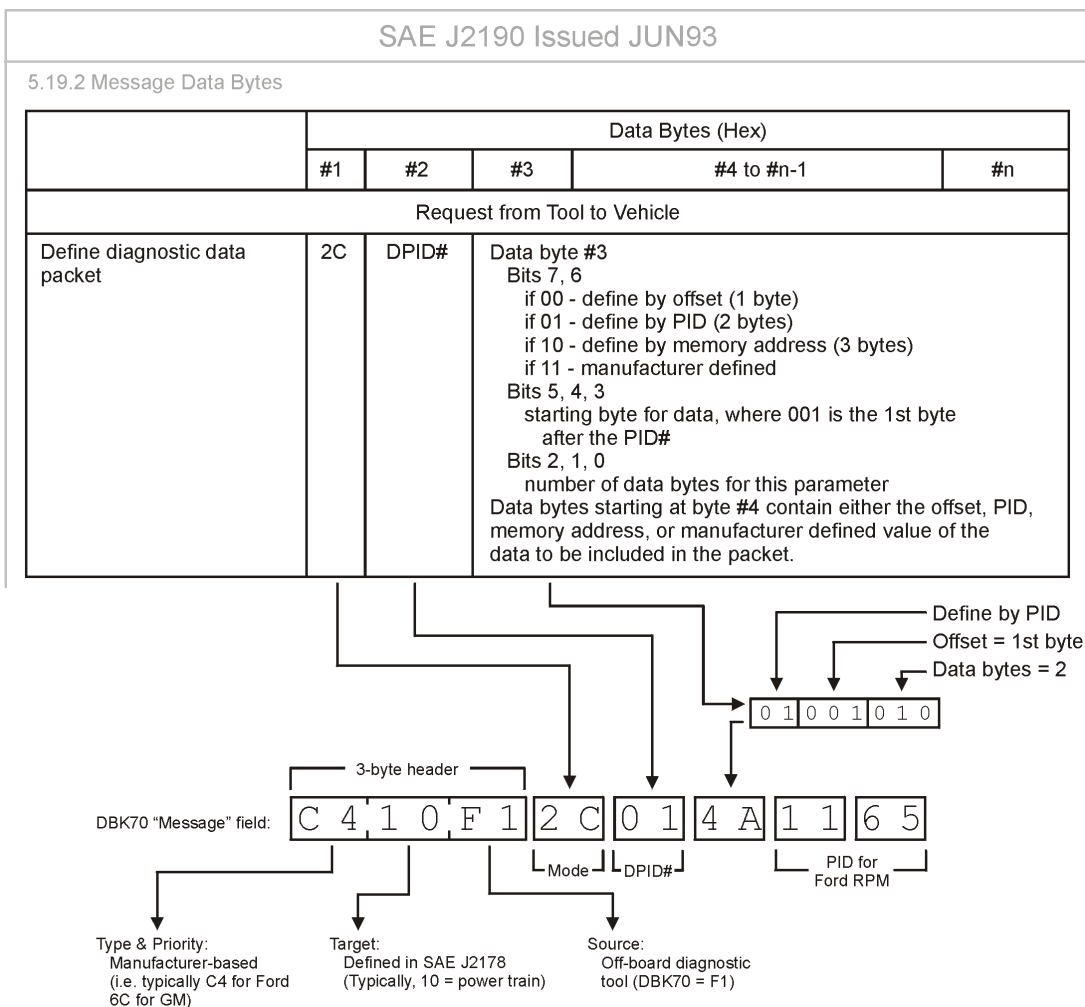 SAE J2190 Issued JUN93
5.19.2 Message Data Bytes
Data Bytes (Hex)
#1 #2 #3 #4 to #n-1 #n
Request from Tool to Vehicle
Define diagnostic data
packet
2C
DPID#
Data byte #3
Bits 7, 6
if 00 - define by offset (1 byte)
if 01 - define by PID (2 bytes)
if 10 - define by memory address (3 bytes)
if 11 - manufacturer defined
Bits 5, 4, 3
starting byte for data, where 001 is the 1st byte
after the PID#
Bits 2, 1, 0
number of data bytes for this parameter
Data bytes starting at byte #4 contain either the offset, PID,
memory address, or manufacturer defined value of the
data to be included in the packet.
Define by PID
Offset = 1st byte
Data bytes = 2
0 1 0 0 1 0 1 0
3-byte header
DBK70 “Message” field: C 4 1 0 F 1 2 C 0 1 4 A 1 1 6 5
Mode DPID# PID for
Ford RPM
Type & Priority:
Manufacturer-based
(i.e. typically C4 for Ford
6C for GM)
Target:
Defined in SAE J2178
(Typically, 10 = power train)
Source:
Off-board diagnostic
tool (DBK70 = F1)